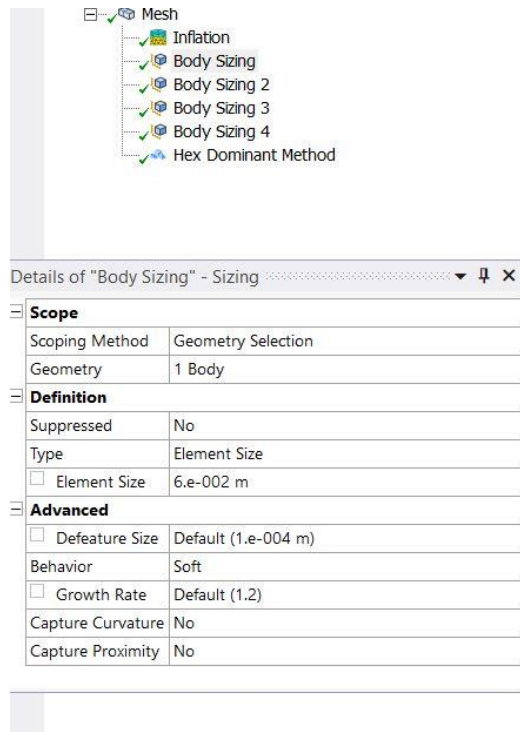 Mesh
Inflation
Body Sizing
Body Sizing 2
Body Sizing 3
Body Sizing 4
Hex Dominant Method
Details of "Body Sizing" - Sizing
Scope
Scoping Method Geometry Selection
Geometry 1 Body
Definition
Suppressed No
Type Element Size
Element Size 6.e-002 m
Advanced
Defeature Size Default (1.e-004 m)
Behavior Soft
Growth Rate Default (1.2)
Capture Curvature No
Capture Proximity No